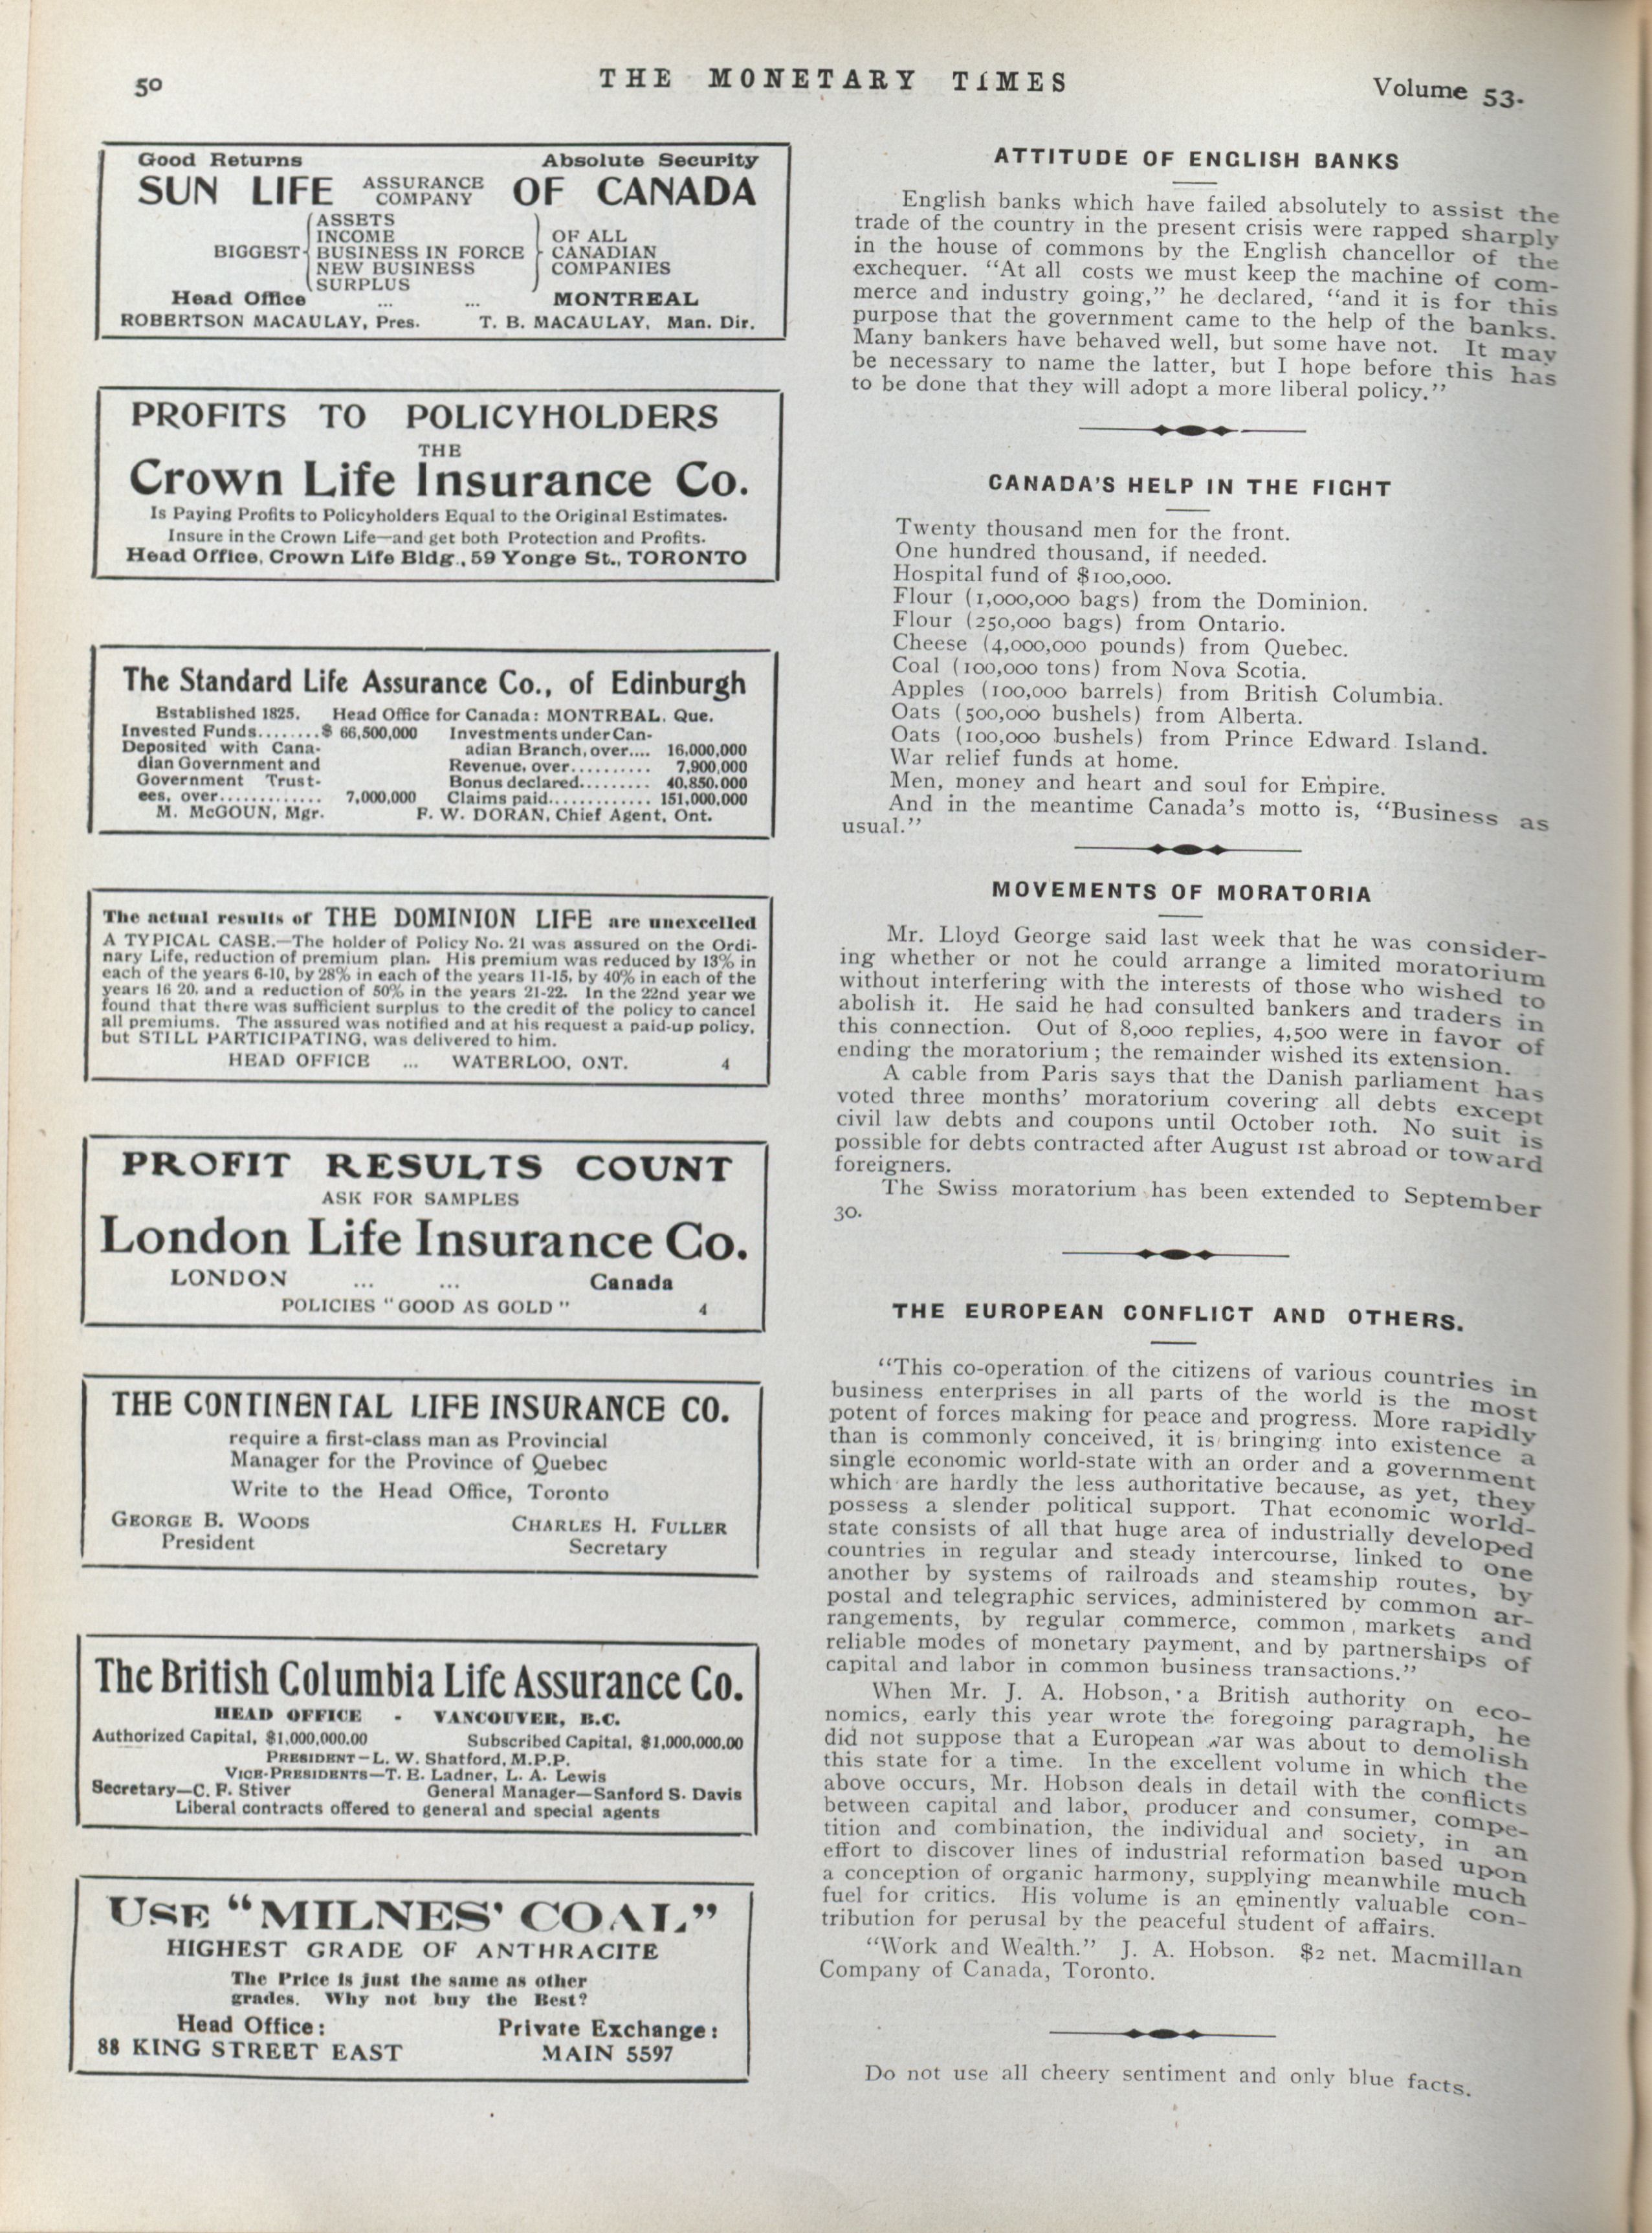 50
THE MONETARY TIMES
Volume 53.
Good Returns Absolute Security
SUN LIFE ASSURANCE COMPANY OF CANADA
BIGGEST
ASSETS
INCOME
BUSINESS IN FORCE
NEW BUSINESS
SURPLUS
OF ALL
CANADIAN
COMPANIES
Head Office ... ... MONTREAL
ROBERTSON MACAULAY, Pres. T. B. MACAULAY, Man. Dir.
PROFITS TO POLICYHOLDERS
THE
Crown Life Insurance Co.
Is Paying Profits to Policyholders Equal to the Original Estimates.
Insure in the Crown Life—and get both Protection and Profits.
Head Office, Crown Life Bldg., 59 Yonge St., TORONTO
The Standard Life Assurance Co., of Edinburgh
Established 1825. Head Office for Canada: MONTREAL, Que.
Invested Funds........$ 66,500,000
Deposited with Cana-
dian Government and
Government Trust-
ees, over............. 7,000,000
Investments under Can-
adian Branch, over.... 16,000,000
Revenue, over.......... 7,900,000
Bonus declared......... 40,850,000
Claims paid............. 151,000,000
M. McGOUN, Mgr. F. W. DORAN, Chief Agent, Ont.
The actual results of THE DOMINION LIFE are unexcelled
A TYPICAL CASE.—The holder of Policy No. 21 was assured on the Ordi-
nary Life, reduction of premium plan. His premium was reduced by 13% in
each of the years 6-10, by 28% in each of the years 11-15, by 40% in each of the
years 16 20, and a reduction of 50% in the years 21-22. In the 22nd year we
found that there was sufficient surplus to the credit of the policy to cancel
all premiums. The assured was notified and at his request a paid-up policy,
but STILL PARTICIPATING, was delivered to him.
HEAD OFFICE ... WATERLOO, ONT. 4
PROFIT RESULTS COUNT
ASK FOR SAMPLES
London Life Insurance Co.
LONDON ... ... Canada
POLICIES "GOOD AS GOLD" 4
THE CONTINENTAL LIFE INSURANCE CO.
require a first-class man as Provincial
Manager for the Province of Quebec
Write to the Head Office, Toronto
GEORGE B. WOODS CHARLES H. FULLER
President Secretary
The British Columbia Life Assurance Co.
HEAD OFFICE - VANCOUVER, B.C.
Authorized Capital, $1,000,000.00 Subscribed Capital, $1,000,000.00
PRESIDENT—L. W. Shatford, M.P.P.
VICE-PRESIDENTS—T. E. Ladner, L. A. Lewis
Secretary—C. F. Stiver General Manager—Sanford S. Davis
Liberal contracts offered to general and special agents
USE "MILNES' COAL"
HIGHEST GRADE OF ANTHRACITE
The Price is just the same as other
grades. Why not buy the Best?
Head Office: Private Exchange:
88 KING STREET EAST MAIN 5597
ATTITUDE OF ENGLISH BANKS
English banks which have failed absolutely to assist the
trade of the country in the present crisis were rapped sharply
in the house of commons by the English chancellor of the
exchequer. "At all costs we must keep the machine of com-
merce and industry going," he declared, "and it is for this
purpose that the government came to the help of the banks.
Many bankers have behaved well, but some have not. It may
be necessary to name the latter, but I hope before this has
to be done that they will adopt a more liberal policy."
CANADA'S HELP IN THE FIGHT
Twenty thousand men for the front.
One hundred thousand, if needed.
Hospital fund of $100,000.
Flour (1,000,000 bags) from the Dominion.
Flour (250,000 bags) from Ontario.
Cheese (4,000,000 pounds) from Quebec.
Coal (100,000 tons) from Nova Scotia.
Apples (100,000 barrels) from British Columbia.
Oats (500,000 bushels) from Alberta.
Oats (100,000 bushels) from Prince Edward Island.
War relief funds at home.
Men, money and heart and soul for Empire.
And in the meantime Canada's motto is, "Business as
usual."
MOVEMENTS OF MORATORIA
Mr. Lloyd George said last week that he was consider-
ing whether or not he could arrange a limited moratorium
without interfering with the interests of those who wished to
abolish it. He said he had consulted bankers and traders in
this connection. Out of 8,000 replies, 4,500 were in favor of
ending the moratorium; the remainder wished its extension.
A cable from Paris says that the Danish parliament has
voted three months' moratorium covering all debts except
civil law debts and coupons until October 10th. No suit is
possible for debts contracted after August 1st abroad or toward
foreigners.
The Swiss moratorium has been extended to September
30.
THE EUROPEAN CONFLICT AND OTHERS.
"This co-operation of the citizens of various countries in
business enterprises in all parts of the world is the most
potent of forces making for peace and progress. More rapidly
than is commonly conceived, it is bringing into existence a
single economic world-state with an order and a government
which are hardly the less authoritative because, as yet, they
possess a slender political support. That economic world-
state consists of all that huge area of industrially developed
countries in regular and steady intercourse, linked to one
another by systems of railroads and steamship routes, by
postal and telegraphic services, administered by common ar-
rangements, by regular commerce, common markets and
reliable modes of monetary payment, and by partnerships of
capital and labor in common business transactions."
When Mr. J. A. Hobson, a British authority on eco-
nomics, early this year wrote the foregoing paragraph, he
did not suppose that a European war was about to demolish
this state for a time. In the excellent volume in which the
above occurs, Mr. Hobson deals in detail with the conflicts
between capital and labor, producer and consumer, compe-
tition and combination, the individual and society, in an
effort to discover lines of industrial reformation based upon
a conception of organic harmony, supplying meanwhile much
fuel for critics. His volume is an eminently valuable con-
tribution for perusal by the peaceful student of affairs.
"Work and Wealth." J. A. Hobson. $2 net. Macmillan
Company of Canada, Toronto.
Do not use all cheery sentiment and only blue facts.